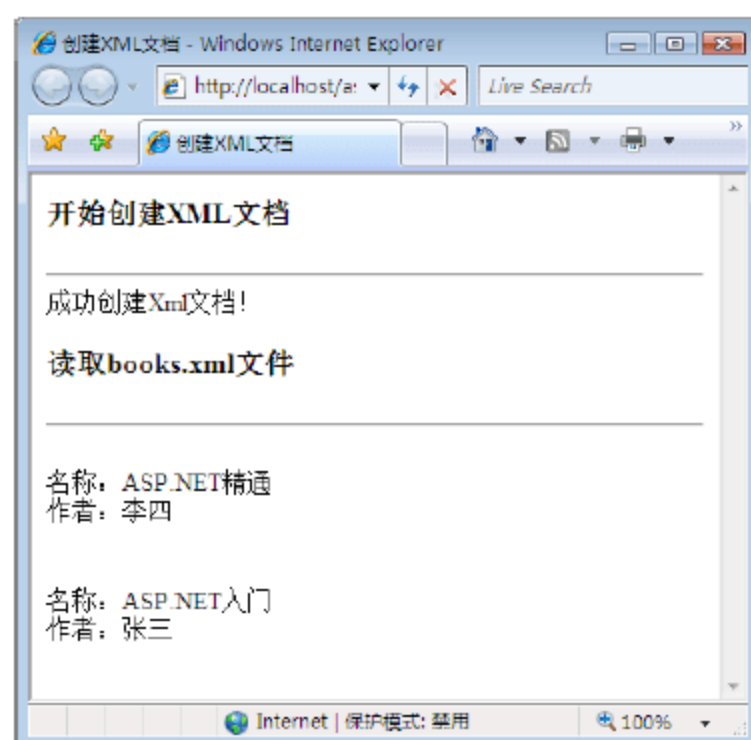 创建XML文档 - Windows Internet Explorer
http://localhost/a
Live Search
创建XML文档
开始创建XML文档
成功创建Xml文档!
读取books.xml文件
名称：ASP.NET精通
作者：李四
名称：ASP.NET入门
作者：张三
Internet | 保护模式: 禁用
100%